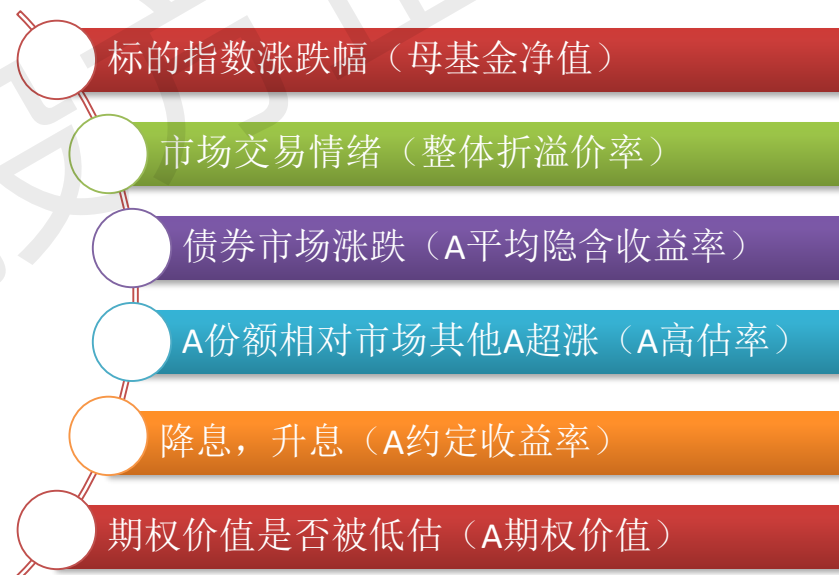 标的指数涨跌幅（母基金净值）
市场交易情绪（整体折溢价率）
债券市场涨跌（A平均隐含收益率）
A份额相对市场其他A超涨（A高估率）
降息，升息（A约定收益率）
期权价值是否被低估（A期权价值）